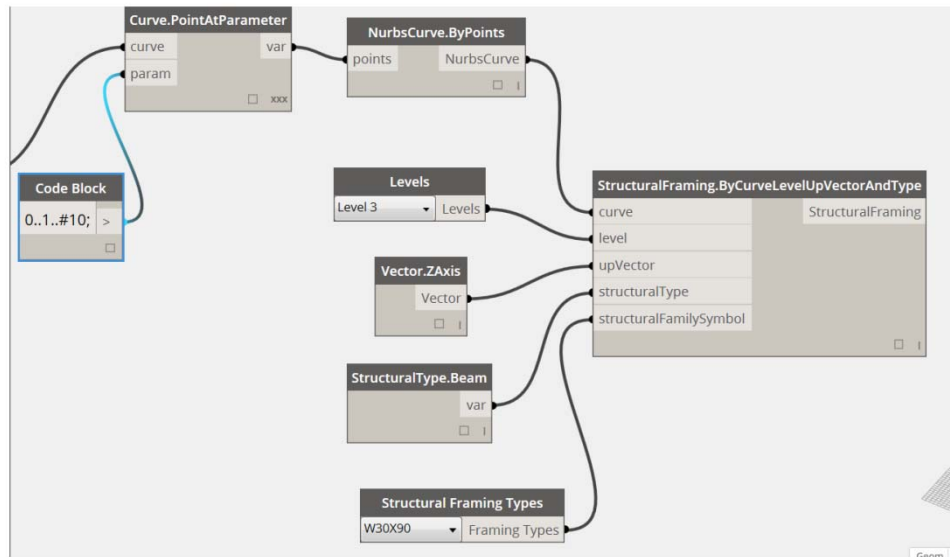 Curve.PointAtParameter
curve var
param
xxx
NurbsCurve.ByPoints
points NurbsCurve
I
Code Block
0..1..#10; >
Levels
Level 3 Levels
Vector.ZAxis
Vector
I
StructuralType.Beam
var
I
Structural Framing Types
W30X90 Framing Types
StructuralFraming.ByCurveLevelUpVectorAndType
curve StructuralFraming
level
upVector
structuralType
structuralFamilySymbol
I
Geom